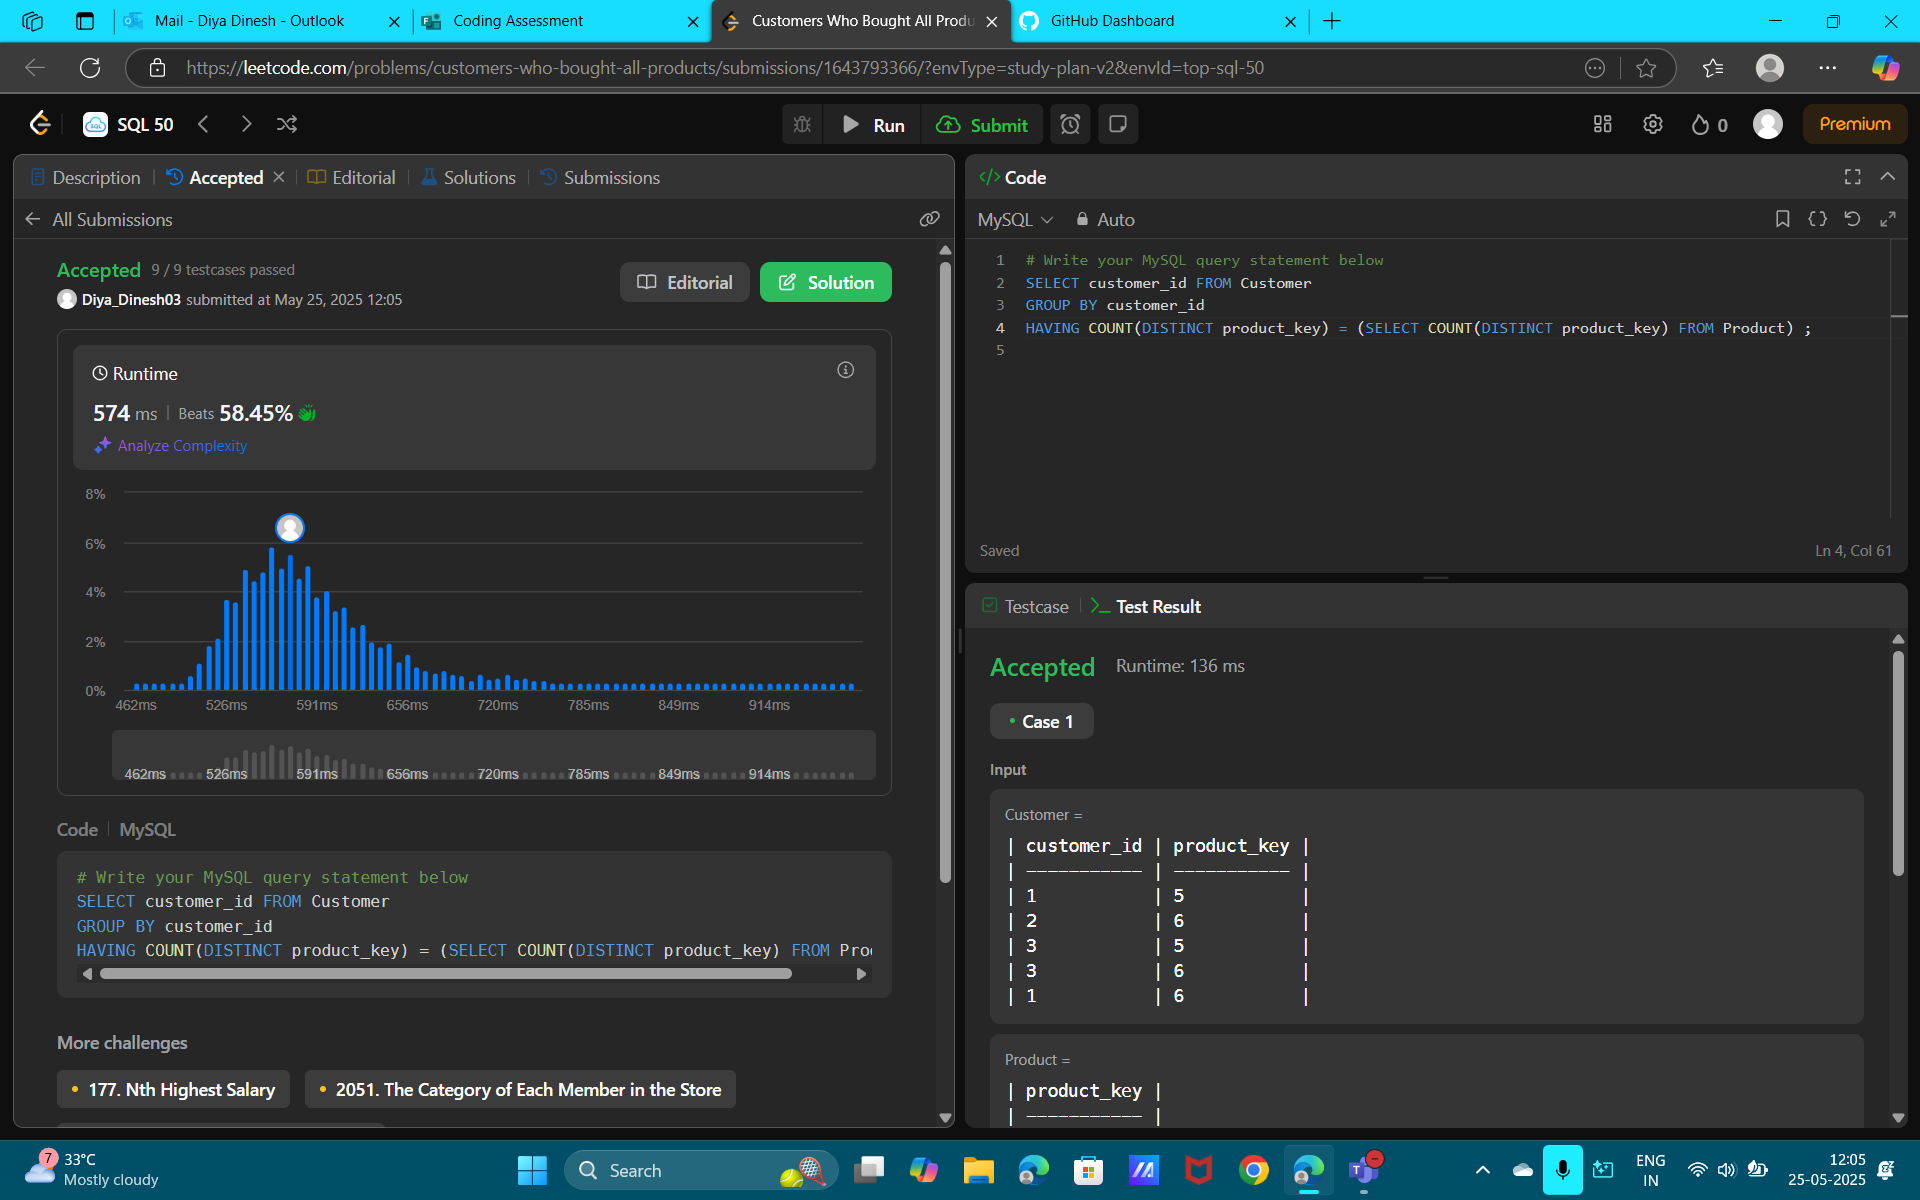 Mail - Diya Dinesh - Outlook
Coding Assessment
Customers Who Bought All Produ
GitHub Dashboard
https://leetcode.com/problems/customers-who-bought-all-products/submissions/1643793366/?envType=study-plan-v2&envId=top-sql-50
SQL 50
Run
Submit
0
Premium
Description
Accepted
Editorial
Solutions
Submissions
All Submissions
Accepted 9 / 9 testcases passed
Diya_Dinesh03 submitted at May 25, 2025 12:05
Editorial
Solution
Runtime
574 ms | Beats 58.45%
Analyze Complexity
8%
6%
4%
2%
0%
462ms 526ms 591ms 656ms 720ms 785ms 849ms 914ms
462ms 526ms 591ms 656ms 720ms 785ms 849ms 914ms
Code | MySQL
# Write your MySQL query statement below
SELECT customer_id FROM Customer
GROUP BY customer_id
HAVING COUNT(DISTINCT product_key) = (SELECT COUNT(DISTINCT product_key) FROM Pro
More challenges
177. Nth Highest Salary
2051. The Category of Each Member in the Store
</> Code
MySQL
Auto
1 # Write your MySQL query statement below
2 SELECT customer_id FROM Customer
3 GROUP BY customer_id
4 HAVING COUNT(DISTINCT product_key) = (SELECT COUNT(DISTINCT product_key) FROM Product) ;
5
Saved
Ln 4, Col 61
Testcase
Test Result
Accepted Runtime: 136 ms
Case 1
Input
Customer =
| customer_id | product_key |
| ----------- | ----------- |
| 1 | 5 |
| 2 | 6 |
| 3 | 5 |
| 3 | 6 |
| 1 | 6 |
Product =
| product_key |
| ----------- |
7
33°C
Mostly cloudy
Search
ENG
IN
12:05
25-05-2025